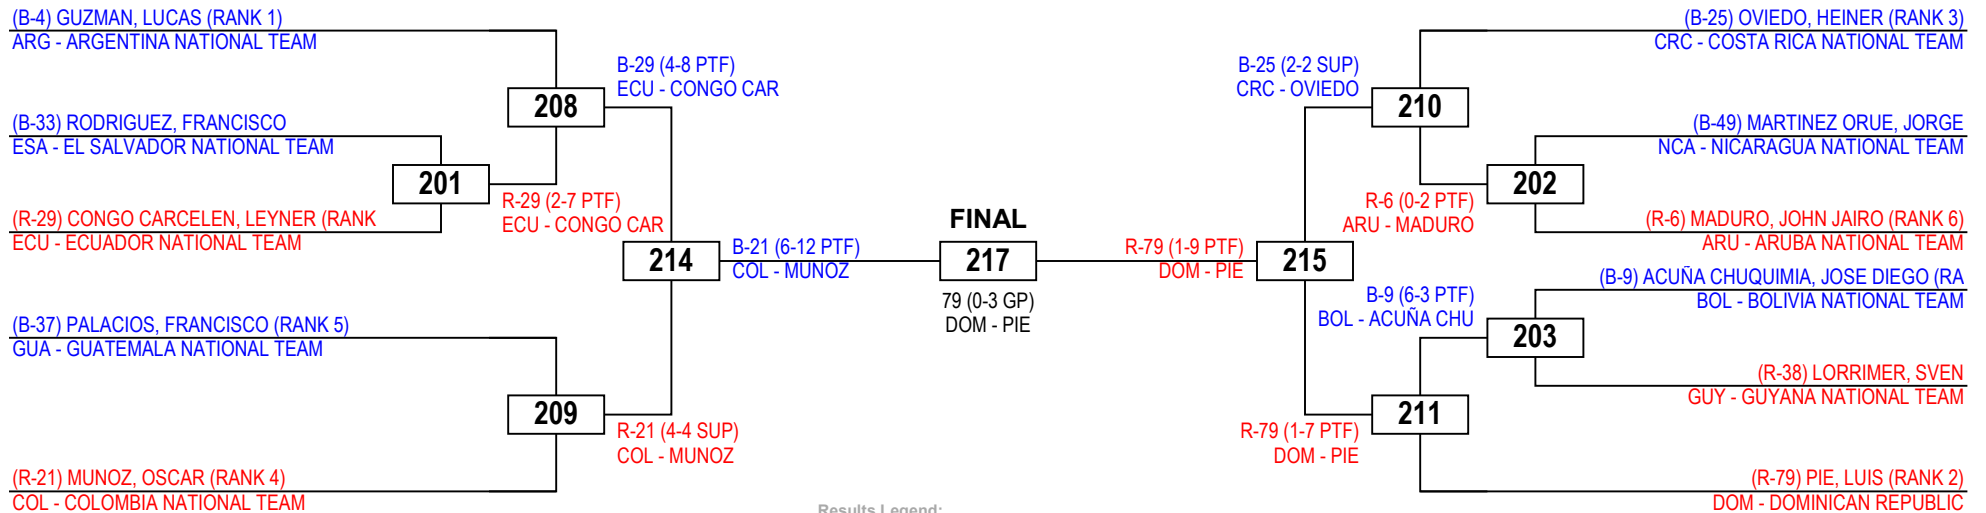 (B-4) GUZMAN, LUCAS (RANK 1)
ARG - ARGENTINA NATIONAL TEAM
(B-33) RODRIGUEZ, FRANCISCO
ESA - EL SALVADOR NATIONAL TEAM
(R-29) CONGO CARCELEN, LEYNER (RANK
ECU - ECUADOR NATIONAL TEAM
(B-37) PALACIOS, FRANCISCO (RANK 5)
GUA - GUATEMALA NATIONAL TEAM
(R-21) MUNOZ, OSCAR (RANK 4)
COL - COLOMBIA NATIONAL TEAM
201
R-29 (2-7 PTF)
ECU - CONGO CAR
208
B-29 (4-8 PTF)
ECU - CONGO CAR
209
R-21 (4-4 SUP)
COL - MUNOZ
214
B-21 (6-12 PTF)
COL - MUNOZ
FINAL
217
79 (0-3 GP)
DOM - PIE
Results Legend:
R-79 (1-9 PTF)
DOM - PIE
215
B-25 (2-2 SUP)
CRC - OVIEDO
210
R-6 (0-2 PTF)
ARU - MADURO
202
B-9 (6-3 PTF)
BOL - ACUÑA CHU
203
R-79 (1-7 PTF)
DOM - PIE
211
(B-25) OVIEDO, HEINER (RANK 3)
CRC - COSTA RICA NATIONAL TEAM
(B-49) MARTINEZ ORUE, JORGE
NCA - NICARAGUA NATIONAL TEAM
(R-6) MADURO, JOHN JAIRO (RANK 6)
ARU - ARUBA NATIONAL TEAM
(B-9) ACUÑA CHUQUIMIA, JOSE DIEGO (RA
BOL - BOLIVIA NATIONAL TEAM
(R-38) LORRIMER, SVEN
GUY - GUYANA NATIONAL TEAM
(R-79) PIE, LUIS (RANK 2)
DOM - DOMINICAN REPUBLIC